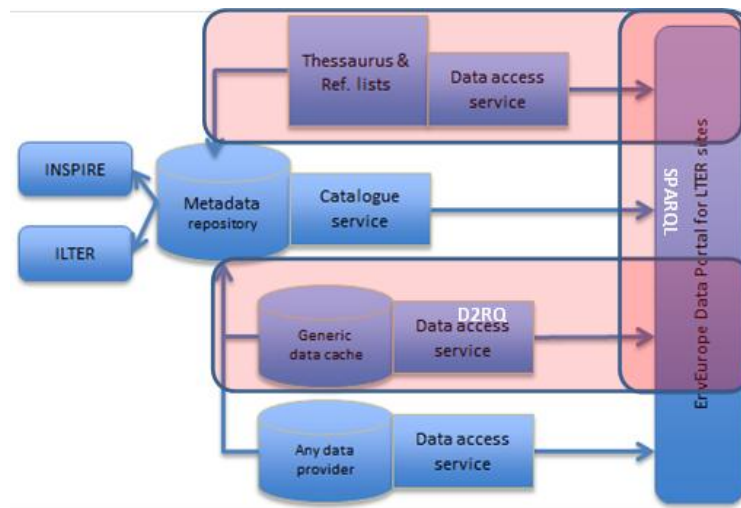 Thessaurus &
Ref. lists
Data access
service
INSPIRE
ILTER
Metadata
repository
Catalogue
service
SPARQL
EnvEurope Data Portal for LTER sites
D2RQ
Generic
data cache
Data access
service
Any data
provider
Data access
service